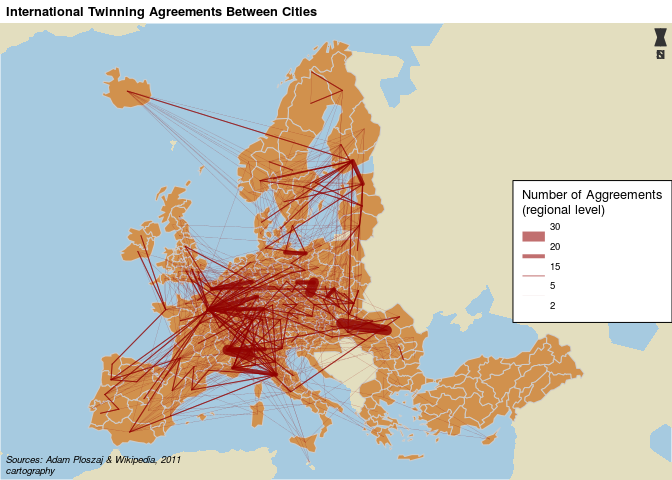 International Twinning Agreements Between Cities
N
Number of Aggreements
(regional level)
30
20
15
5
2
Sources: Adam Ploszaj & Wikipedia, 2011
cartography